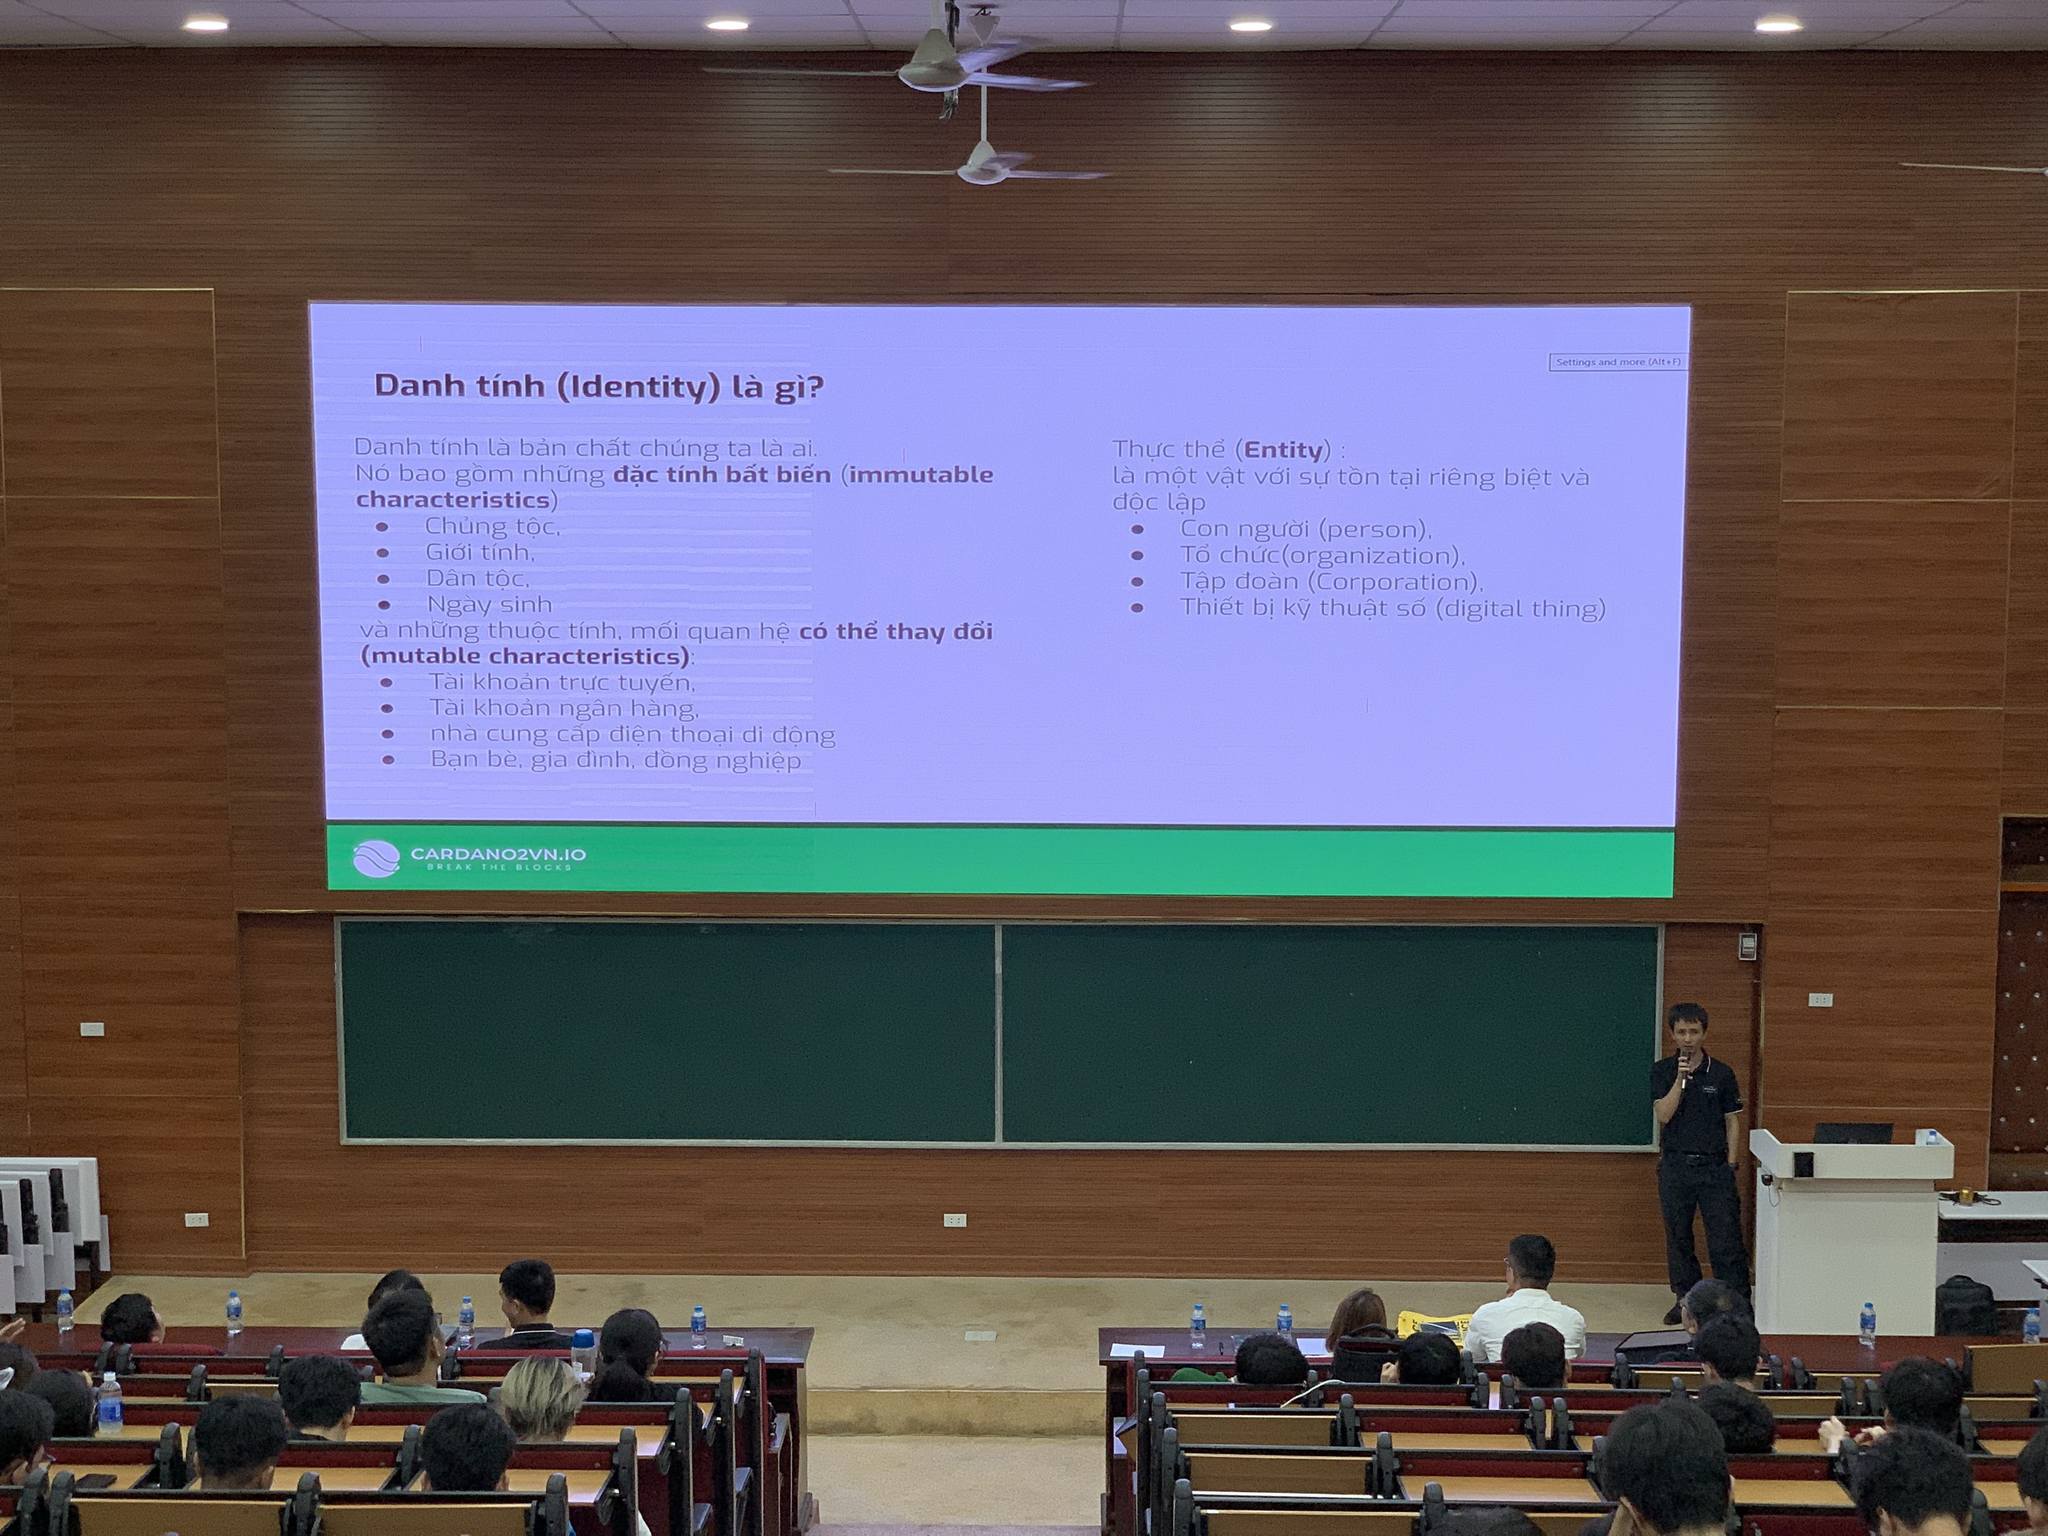 Settings and more (Alt+F)
Danh tính (Identity) là gì?
Danh tính là bản chất chúng ta là ai.
Nó bao gồm những đặc tính bất biến (immutable
characteristics)
Chủng tộc,
Giới tính,
Dân tộc,
Ngày sinh
và những thuộc tính, mối quan hệ có thể thay đổi
(mutable characteristics):
Tài khoản trực tuyến,
Tài khoản ngân hàng,
nhà cung cấp điện thoại di động
Bạn bè, gia đình, đồng nghiệp
Thực thể (Entity) :
là một vật với sự tồn tại riêng biệt và
độc lập
Con người (person),
Tổ chức(organization),
Tập đoàn (Corporation),
Thiết bị kỹ thuật số (digital thing)
CARDANO2VN.IO
BREAK THE BLOCKS